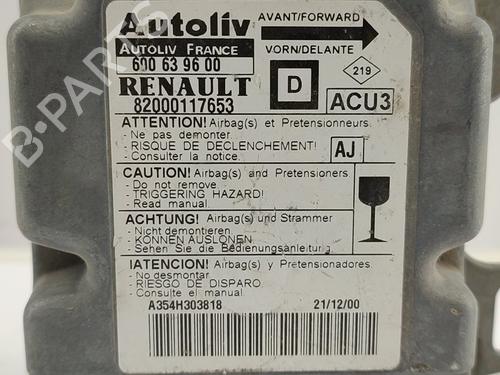 Autoliv
AVANT/FORWARD
AUTOLIV FRANCE
VORN/DELANTE
600 63 96 00
219
RENAULT
D
ACU3
82000117653
ATTENTION! Airbag(s) et Pretensionneurs
- Ne pas demonter.
- RISQUE DE DECLENCHEMENT!
- Consulter la notice.
AJ
CAUTION! Airbag(s) and Pretensioners
- Do not remove
- TRIGGERING HAZARD!
- Read manual.
ACHTUNG! Airbag(s) und Strammer
- Nicht demontieren.
- KÖNNEN AUSLÖNEN
- Sehen Sie die Bedienungsanleitung.
¡ATENCION! Airbag(s) y Pretensionadores.
- No desmontar
- RIESGO DE DISPARO.
- Consulte el manual.
A354H303818
21/12/00
B-PARTS